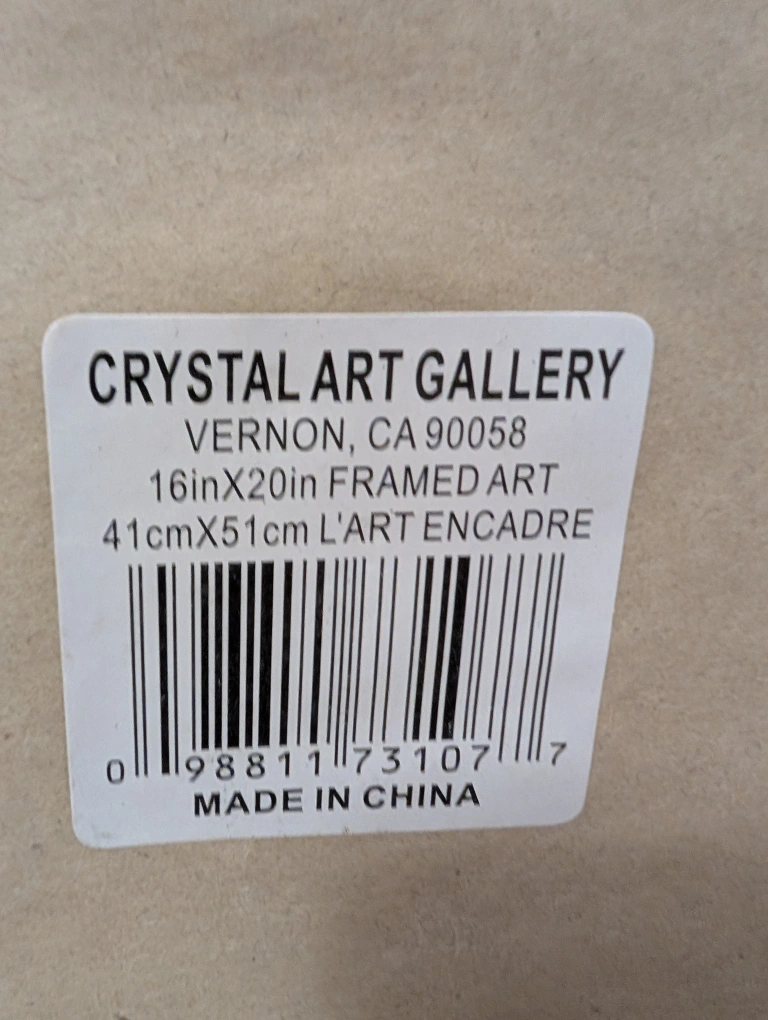 CRYSTAL ART GALLERY
VERNON, CA 90058
16inX20in FRAMED ART
41cmX51cm L'ART ENCADRE
0 98811 73107 7
MADE IN CHINA